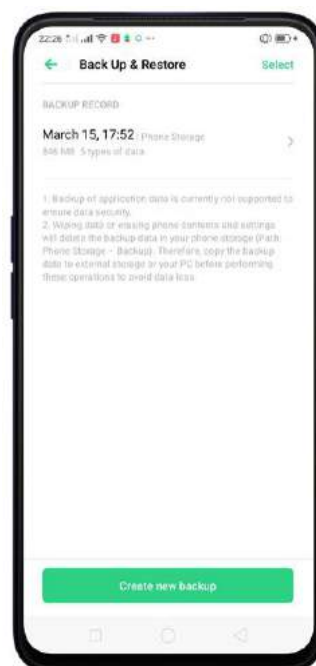 22:26
Back Up & Restore
Select
BACKUP RECORD
March 15, 17:52 | Phone Storage
846 MB 5 types of data
1. Backup of application data is currently not supported to
ensure data security.
2. Wiping data or erasing phone contents and settings
will delete the backup data in your phone storage (Path:
Phone Storage - Backup). Therefore, copy the backup
data to external storage or your PC before performing
these operations to avoid data loss.
Create new backup